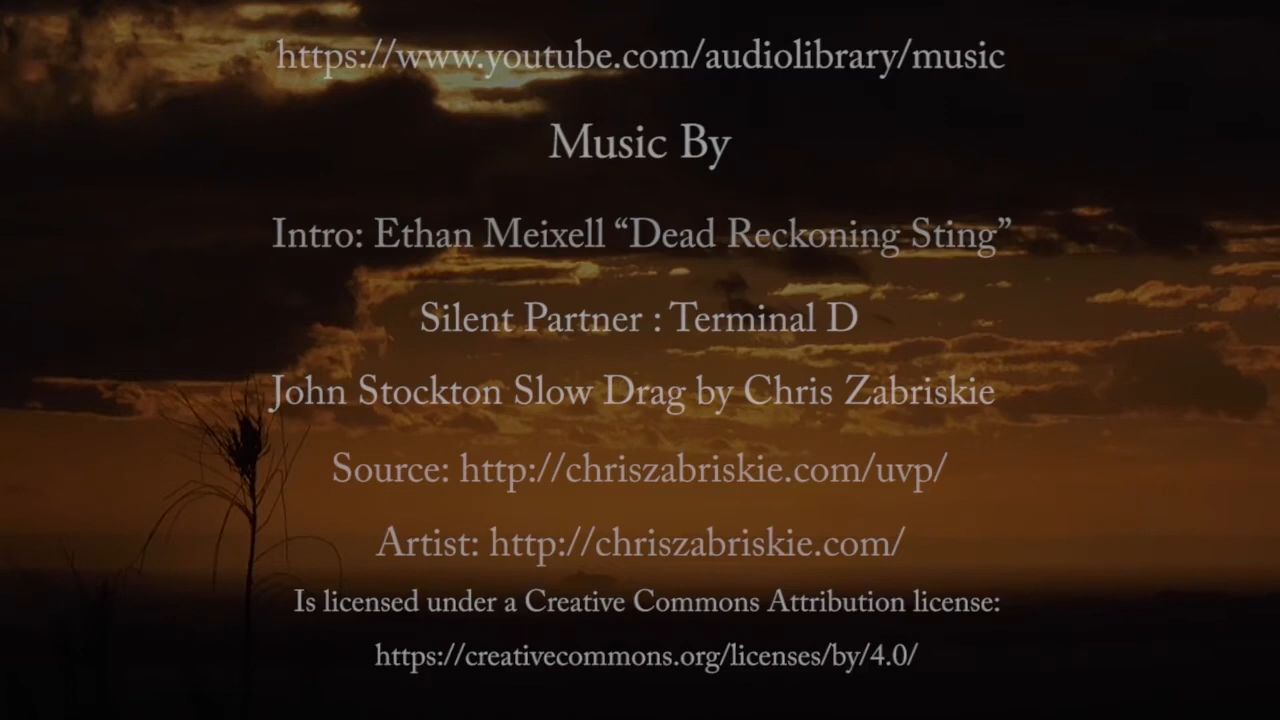 https://www.youtube.com/audiolibrary/music
Music By
Intro: Ethan Meixell “Dead Reckoning Sting”
Silent Partner : Terminal D
John Stockton Slow Drag by Chris Zabriskie
Source: http://chriszabriskie.com/uvp/
Artist: http://chriszabriskie.com/
Is licensed under a Creative Commons Attribution license:
https://creativecommons.org/licenses/by/4.0/